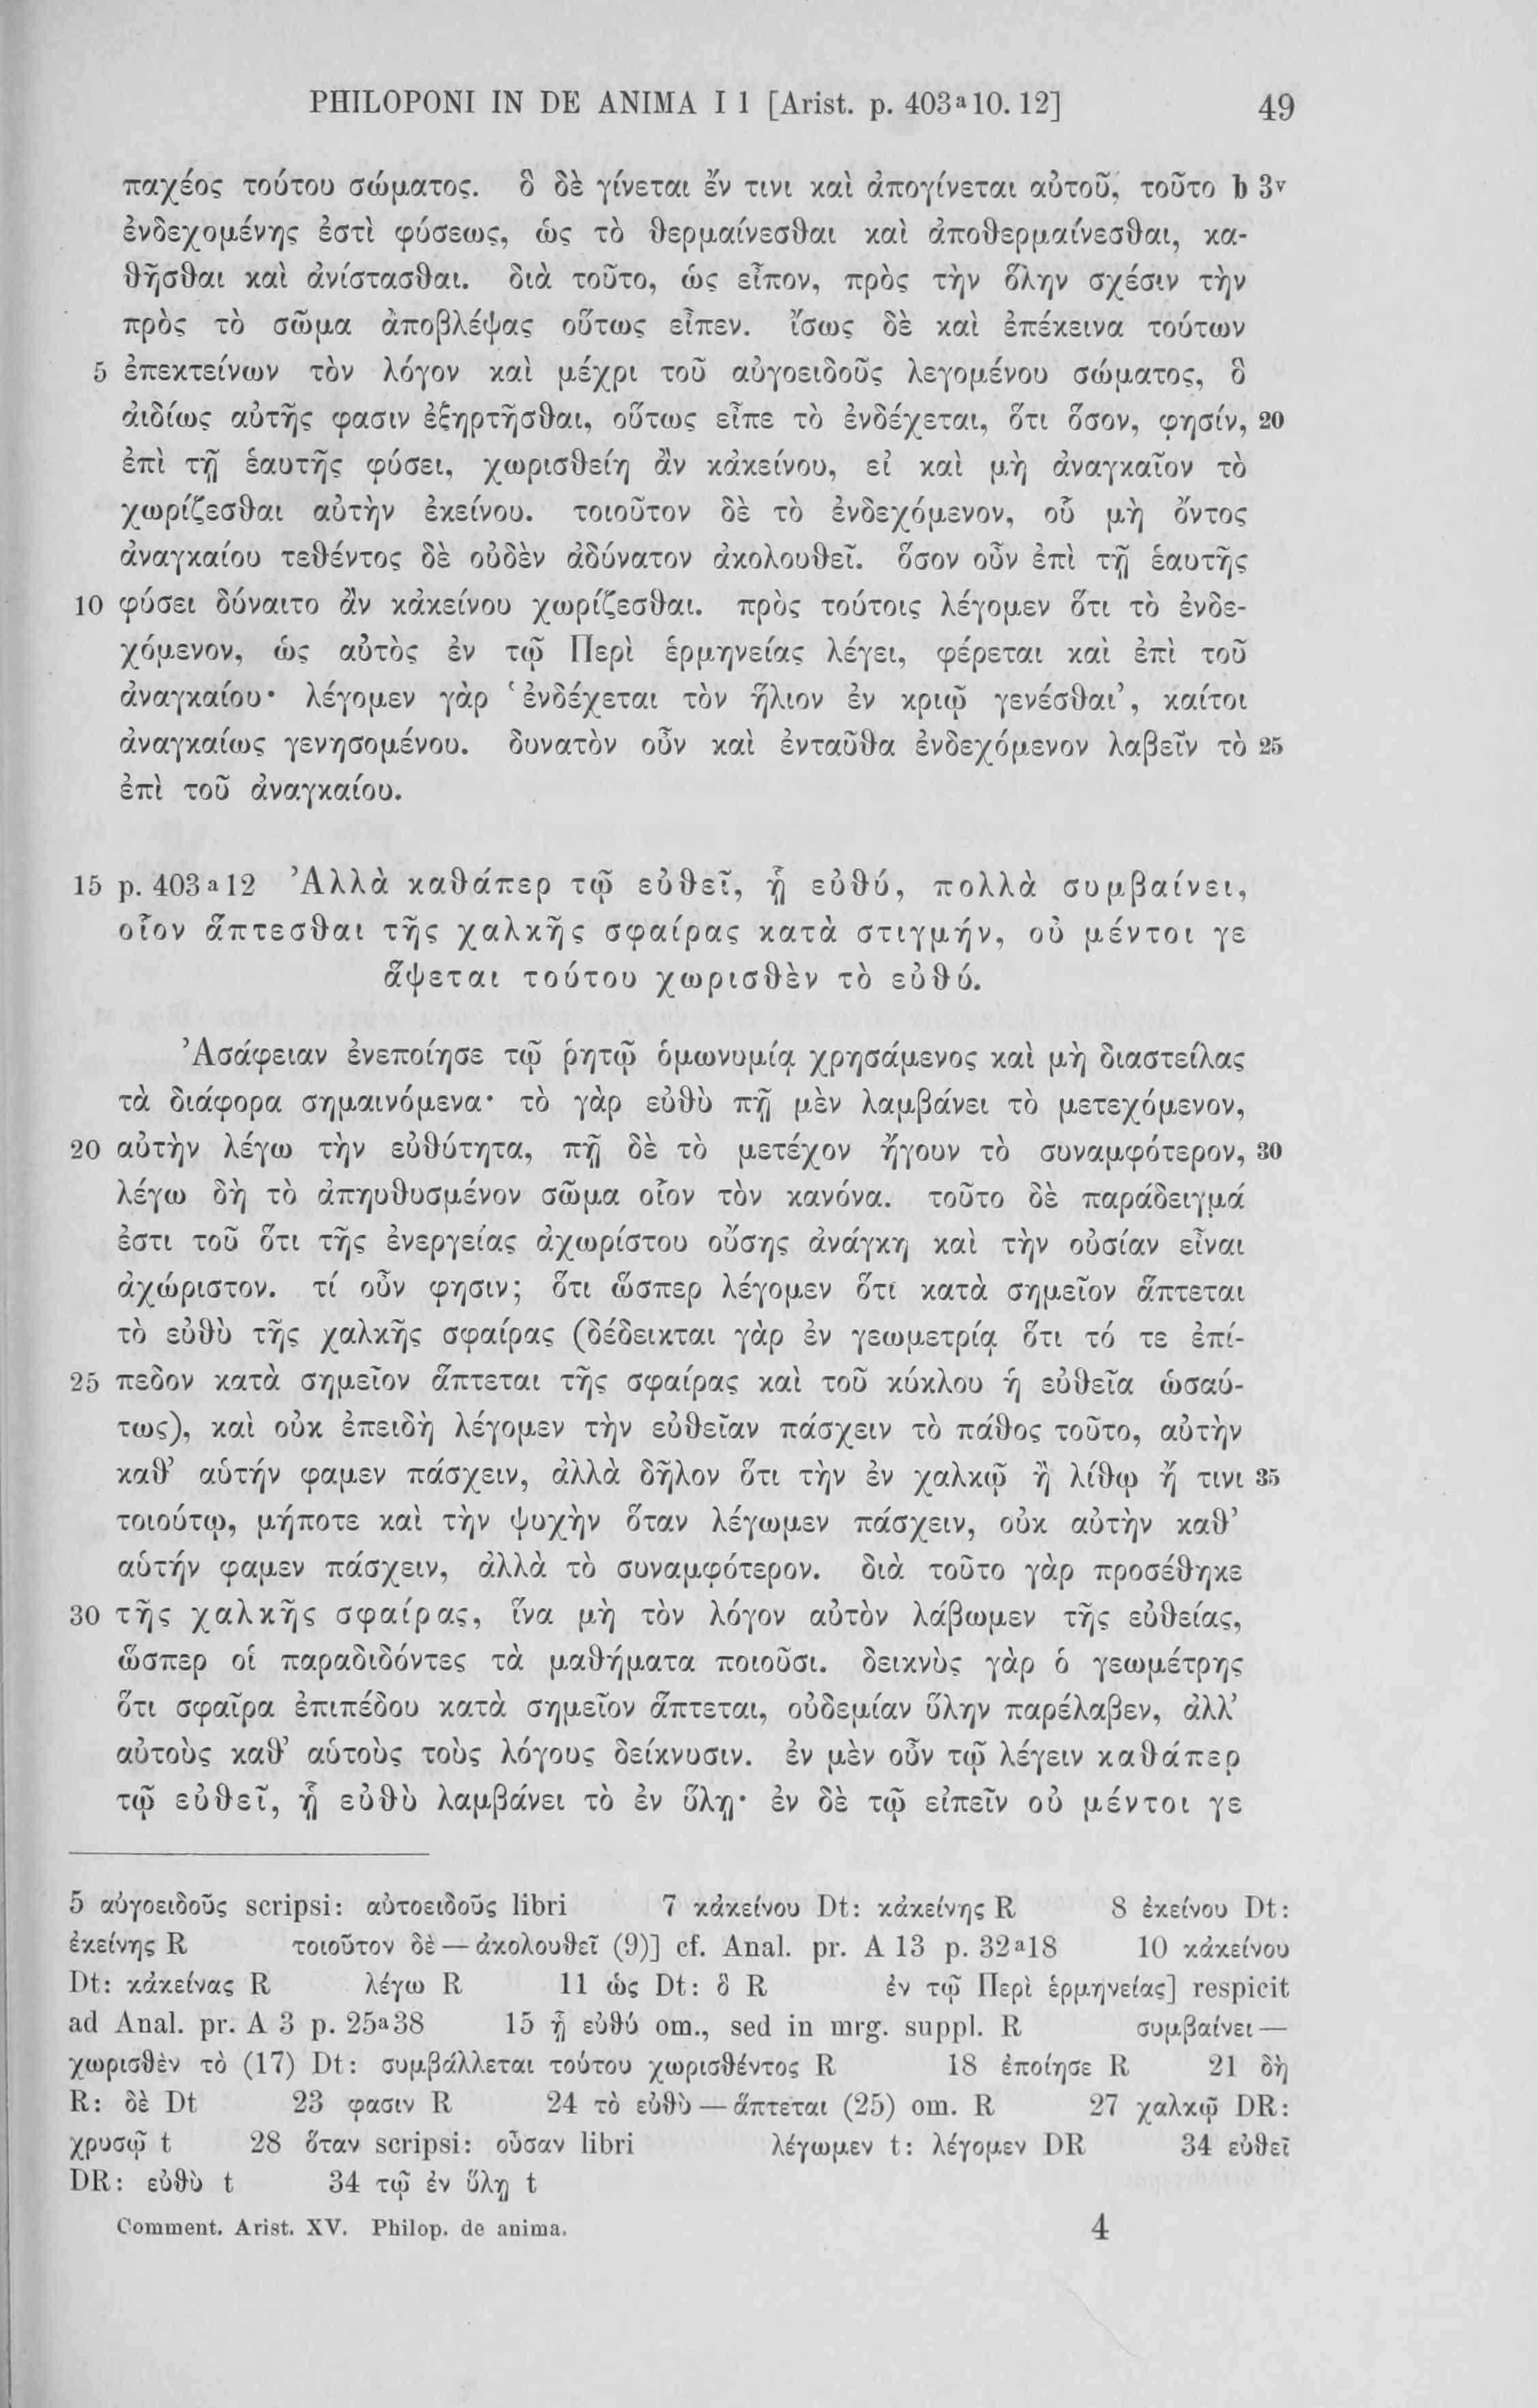 PHILOPONI IN DE ANIMA I 1 [Arist. p. 403ᵃ10. 12] 49
παχέος τούτου σώματος. ὃ δὲ γίνεται ἔν τινι καὶ ἀπογίνεται αὐτοῦ, τοῦτο b 3ᵛ
ἐνδεχομένης ἐστὶ φύσεως, ὡς τὸ θερμαίνεσθαι καὶ ἀποθερμαίνεσθαι, κα-
θῆσθαι καὶ ἀνίστασθαι. διὰ τοῦτο, ὡς εἶπον, πρὸς τὴν ὅλην σχέσιν τὴν
πρὸς τὸ σῶμα ἀποβλέψας οὕτως εἶπεν. ἴσως δὲ καὶ ἐπέκεινα τούτων
5 ἐπεκτείνων τὸν λόγον καὶ μέχρι τοῦ αὐγοειδοῦς λεγομένου σώματος, ὃ
ἀιδίως αὐτῆς φασιν ἐξηρτῆσθαι, οὕτως εἶπε τὸ ἐνδέχεται, ὅτι ὅσον, φησίν, 20
ἐπὶ τῇ ἑαυτῆς φύσει, χωρισθείη ἂν κἀκείνου, εἰ καὶ μὴ ἀναγκαῖον τὸ
χωρίζεσθαι αὐτὴν ἐκείνου. τοιοῦτον δὲ τὸ ἐνδεχόμενον, οὗ μὴ ὄντος
ἀναγκαίου τεθέντος δὲ οὐδὲν ἀδύνατον ἀκολουθεῖ. ὅσον οὖν ἐπὶ τῇ ἑαυτῆς
10 φύσει δύναιτο ἂν κἀκείνου χωρίζεσθαι. πρὸς τούτοις λέγομεν ὅτι τὸ ἐνδε-
χόμενον, ὡς αὐτὸς ἐν τῷ Περὶ ἑρμηνείας λέγει, φέρεται καὶ ἐπὶ τοῦ
ἀναγκαίου· λέγομεν γὰρ ‘ἐνδέχεται τὸν ἥλιον ἐν κριῷ γενέσθαι’, καίτοι
ἀναγκαίως γενησομένου. δυνατὸν οὖν καὶ ἐνταῦθα ἐνδεχόμενον λαβεῖν τὸ 25
ἐπὶ τοῦ ἀναγκαίου.
15 p. 403ᵃ12 Ἀλλὰ καθάπερ τῷ εὐθεῖ, ᾗ εὐθύ, πολλὰ συμβαίνει,
οἷον ἅπτεσθαι τῆς χαλκῆς σφαίρας κατὰ στιγμήν, οὐ μέντοι γε
ἅψεται τούτου χωρισθὲν τὸ εὐθύ.
Ἀσάφειαν ἐνεποίησε τῷ ῥητῷ ὁμωνυμίᾳ χρησάμενος καὶ μὴ διαστείλας
τὰ διάφορα σημαινόμενα· τὸ γὰρ εὐθὺ πῇ μὲν λαμβάνει τὸ μετεχόμενον,
20 αὐτὴν λέγω τὴν εὐθύτητα, πῇ δὲ τὸ μετέχον ἤγουν τὸ συναμφότερον, 30
λέγω δὴ τὸ ἀπηυθυσμένον σῶμα οἷον τὸν κανόνα. τοῦτο δὲ παράδειγμά
ἐστι τοῦ ὅτι τῆς ἐνεργείας ἀχωρίστου οὔσης ἀνάγκη καὶ τὴν οὐσίαν εἶναι
ἀχώριστον. τί οὖν φησιν; ὅτι ὥσπερ λέγομεν ὅτι κατὰ σημεῖον ἅπτεται
τὸ εὐθὺ τῆς χαλκῆς σφαίρας (δέδεικται γὰρ ἐν γεωμετρίᾳ ὅτι τό τε ἐπί-
25 πεδον κατὰ σημεῖον ἅπτεται τῆς σφαίρας καὶ τοῦ κύκλου ἡ εὐθεῖα ὡσαύ-
τως), καὶ οὐκ ἐπειδὴ λέγομεν τὴν εὐθεῖαν πάσχειν τὸ πάθος τοῦτο, αὐτὴν
καθ’ αὑτήν φαμεν πάσχειν, ἀλλὰ δῆλον ὅτι τὴν ἐν χαλκῷ ἢ λίθῳ ἤ τινι 35
τοιούτῳ, μήποτε καὶ τὴν ψυχὴν ὅταν λέγωμεν πάσχειν, οὐκ αὐτὴν καθ’
αὑτήν φαμεν πάσχειν, ἀλλὰ τὸ συναμφότερον. διὰ τοῦτο γὰρ προσέθηκε
30 τῆς χαλκῆς σφαίρας, ἵνα μὴ τὸν λόγον αὐτὸν λάβωμεν τῆς εὐθείας,
ὥσπερ οἱ παραδιδόντες τὰ μαθήματα ποιοῦσι. δεικνὺς γὰρ ὁ γεωμέτρης
ὅτι σφαῖρα ἐπιπέδου κατὰ σημεῖον ἅπτεται, οὐδεμίαν ὕλην παρέλαβεν, ἀλλ’
αὐτοὺς καθ’ αὑτοὺς τοὺς λόγους δείκνυσιν. ἐν μὲν οὖν τῷ λέγειν καθάπερ
τῷ εὐθεῖ, ᾗ εὐθὺ λαμβάνει τὸ ἐν ὕλῃ· ἐν δὲ τῷ εἰπεῖν οὐ μέντοι γε
5 αὐγοειδοῦς scripsi: αὐτοειδοῦς libri 7 κἀκείνου Dt: κἀκείνης R 8 ἐκείνου Dt:
ἐκείνης R τοιοῦτον δὲ — ἀκολουθεῖ (9)] cf. Anal. pr. A 13 p. 32ᵃ18 10 κἀκείνου
Dt: κἀκείνας R λέγω R 11 ὡς Dt: ὃ R ἐν τῷ Περὶ ἑρμηνείας] respicit
ad Anal. pr. A 3 p. 25ᵃ38 15 ᾗ εὐθύ om., sed in mrg. suppl. R συμβαίνει —
χωρισθὲν τὸ (17) Dt: συμβάλλεται τούτου χωρισθέντος R 18 ἐποίησε R 21 δὴ
R: δὲ Dt 23 φασιν R 24 τὸ εὐθὺ — ἅπτεται (25) om. R 27 χαλκῷ DR:
χρυσῷ t 28 ὅταν scripsi: οὖσαν libri λέγωμεν t: λέγομεν DR 34 εὐθεῖ
DR: εὐθὺ t 34 τῷ ἐν ὕλῃ t
Comment. Arist. XV. Philop. de anima. 4